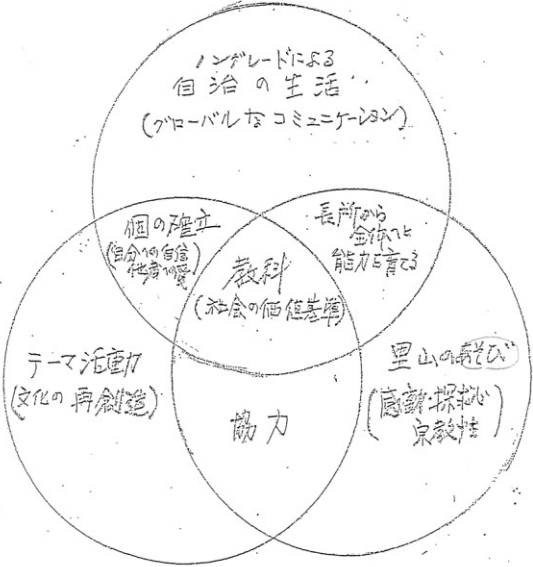 ノングレードによる
自治の生活
(グローバルなコミュニケーション)
個の確立
(自分への自信
他者への愛)
長所から
全体へと
能力を育てる
教科
(社会の価値基準)
テーマ活動
(文化の再創造)
里山のあそび
(感動・探求心
宗教性)
協力